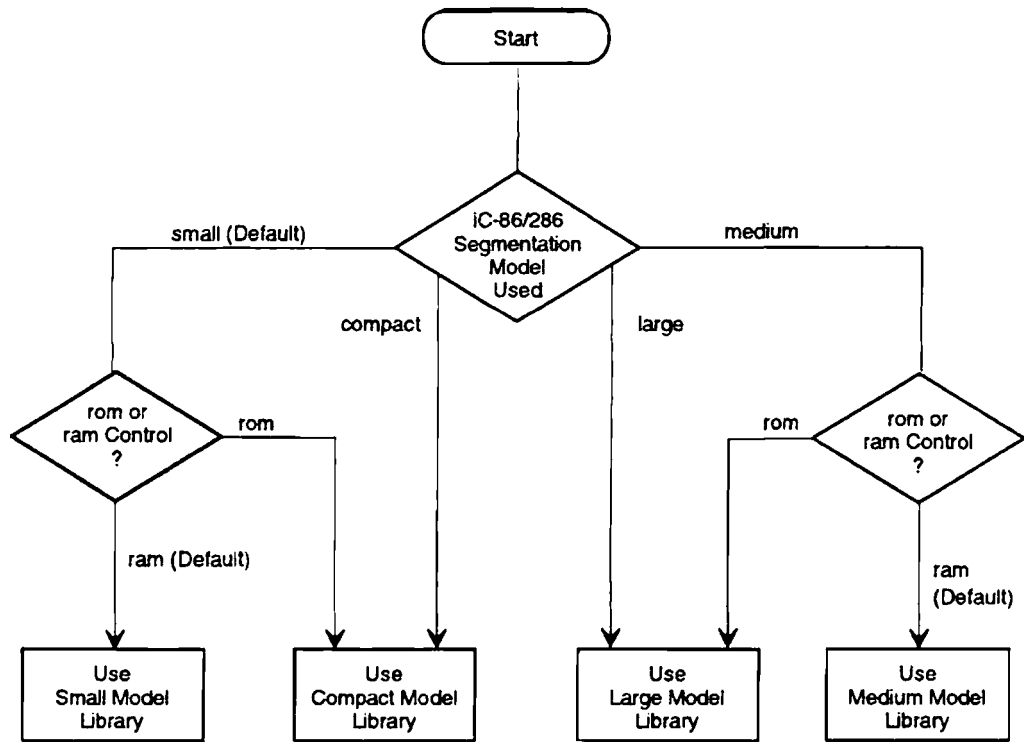 Start
iC-86/286
Segmentation
Model
Used
small (Default)
medium
compact
large
rom or
ram Control
?
rom
rom
rom or
ram Control
?
ram (Default)
ram
(Default)
Use
Small Model
Library
Use
Compact Model
Library
Use
Large Model
Library
Use
Medium Model
Library